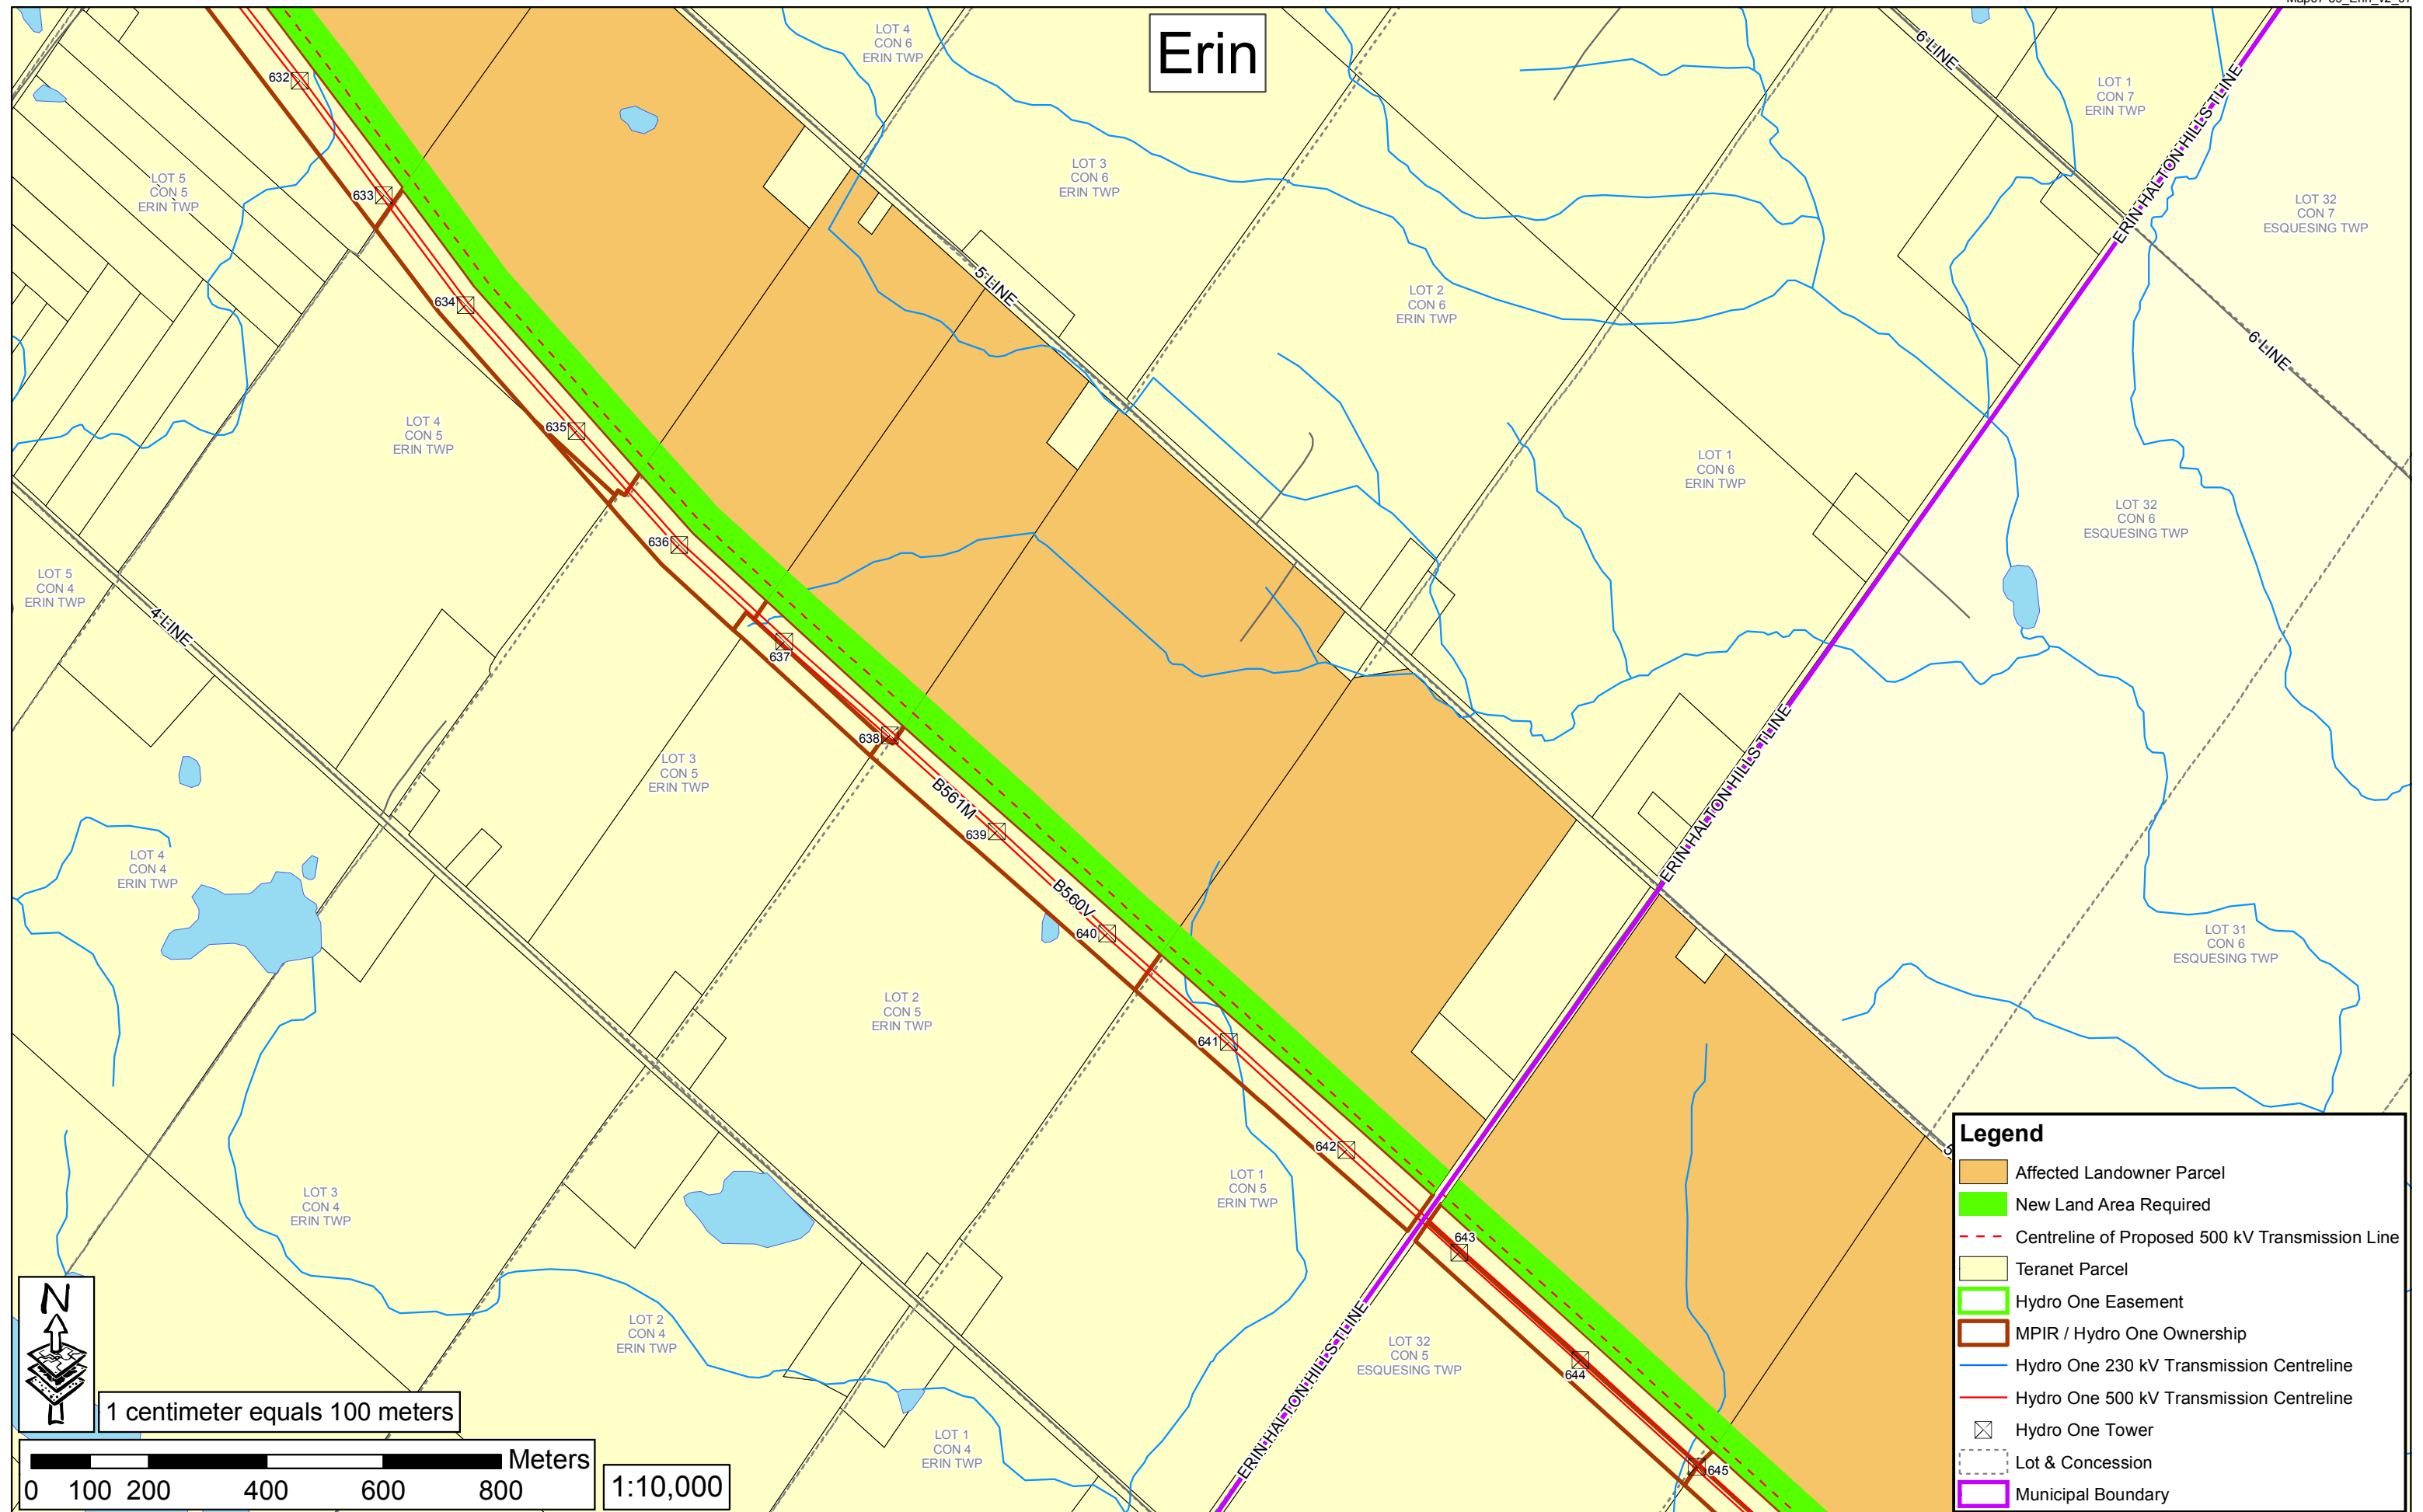 Erin
LOT 4
CON 6
ERIN TWP
6 LINE
LOT 1
CON 7
ERIN TWP
632
ERIN HALTON HILLS TLINE
LOT 3
CON 6
ERIN TWP
LOT 5
CON 5
ERIN TWP
633
LOT 32
CON 7
ESQUESING TWP
5 LINE
LOT 2
CON 6
ERIN TWP
634
6 LINE
LOT 4
CON 5
ERIN TWP
635
LOT 1
CON 6
ERIN TWP
LOT 32
CON 6
ESQUESING TWP
636
LOT 5
CON 4
ERIN TWP
4 LINE
637
638
LOT 3
CON 5
ERIN TWP
B561M
ERIN HALTON HILLS TLINE
639
LOT 4
CON 4
ERIN TWP
B560V
640
LOT 31
CON 6
ESQUESING TWP
LOT 2
CON 5
ERIN TWP
641
642
LOT 1
CON 5
ERIN TWP
LOT 3
CON 4
ERIN TWP
643
LOT 2
CON 4
ERIN TWP
LOT 32
CON 5
ESQUESING TWP
644
ERIN HALTON HILLS TLINE
LOT 1
CON 4
ERIN TWP
645
N
1 centimeter equals 100 meters
Meters
0 100 200 400 600 800
1:10,000
Legend
Affected Landowner Parcel
New Land Area Required
Centreline of Proposed 500 kV Transmission Line
Teranet Parcel
Hydro One Easement
MPIR / Hydro One Ownership
Hydro One 230 kV Transmission Centreline
Hydro One 500 kV Transmission Centreline
Hydro One Tower
Lot & Concession
Municipal Boundary